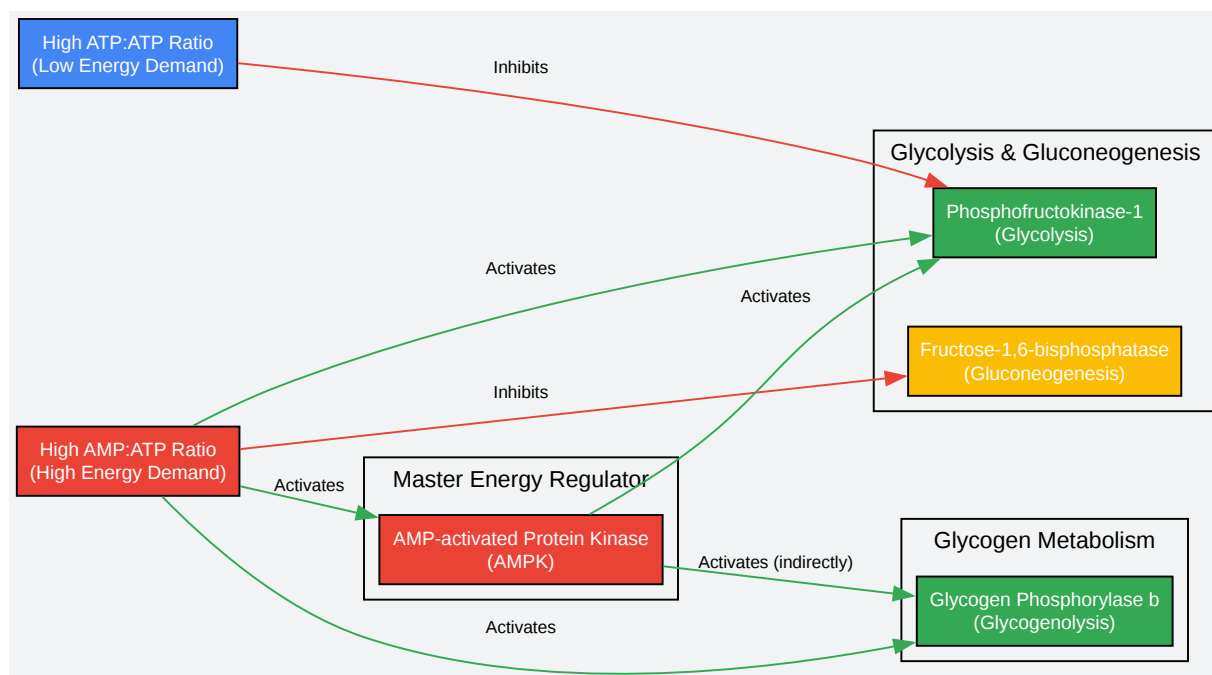 High ATP:ATP Ratio
(Low Energy Demand)
Inhibits
Glycolysis & Gluconeogenesis
Phosphofructokinase-1
(Glycolysis)
Activates
Activates
Fructose-1,6-bisphosphatase
(Gluconeogenesis)
Inhibits
High AMP:ATP Ratio
(High Energy Demand)
Activates
Master Energy Regulator
AMP-activated Protein Kinase
(AMPK)
Activates (indirectly)
Glycogen Metabolism
Glycogen Phosphorylase b
(Glycogenolysis)
Activates